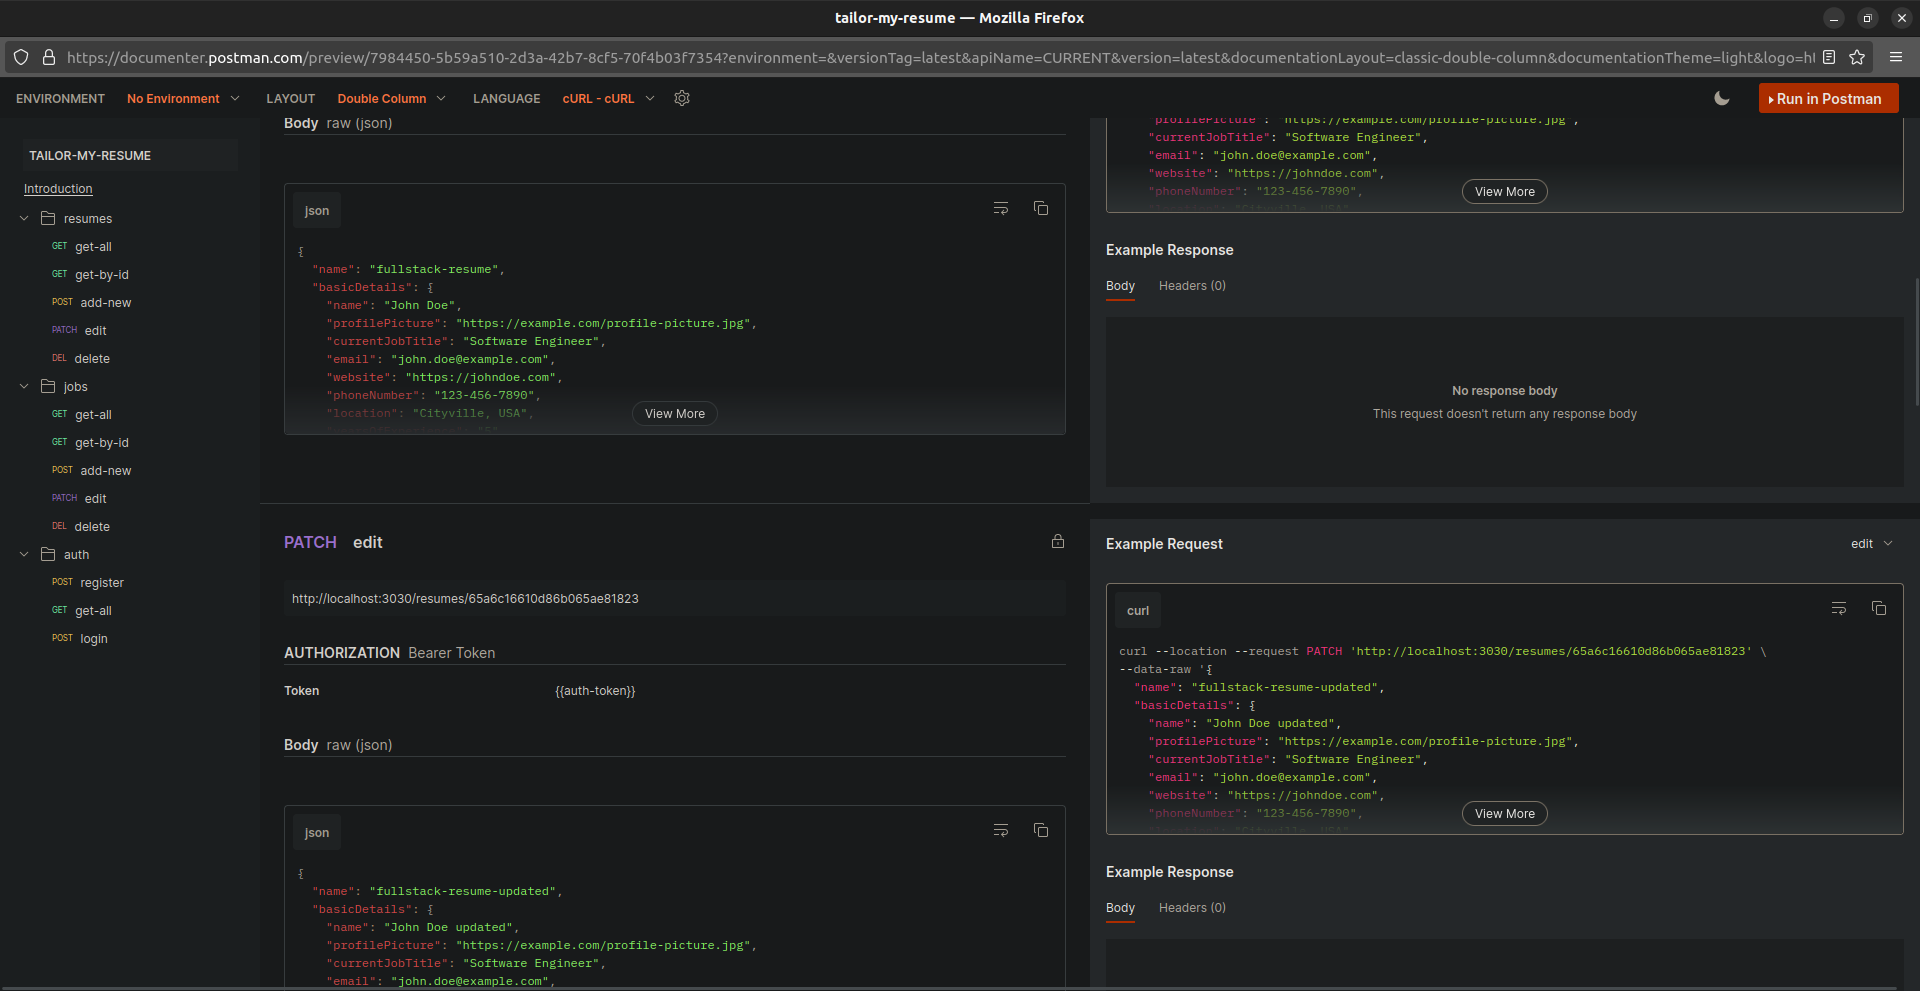 tailor-my-resume — Mozilla Firefox
https://documenter.postman.com/preview/7984450-5b59a510-2d3a-42b7-8cf5-70f4b03f7354?environment=&versionTag=latest&apiName=CURRENT&version=latest&documentationLayout=classic-double-column&documentationTheme=light&logo=ht
ENVIRONMENT No Environment LAYOUT Double Column LANGUAGE cURL - cURL Run in Postman
TAILOR-MY-RESUME
Introduction
resumes
GET get-all
GET get-by-id
POST add-new
PATCH edit
DEL delete
jobs
GET get-all
GET get-by-id
POST add-new
PATCH edit
DEL delete
auth
POST register
GET get-all
POST login
Body raw (json)
json
{
"name": "fullstack-resume",
"basicDetails": {
"name": "John Doe",
"profilePicture": "https://example.com/profile-picture.jpg",
"currentJobTitle": "Software Engineer",
"email": "john.doe@example.com",
"website": "https://johndoe.com",
"phoneNumber": "123-456-7890",
"location": "Cityville, USA",
View More
PATCH edit
http://localhost:3030/resumes/65a6c16610d86b065ae81823
AUTHORIZATION Bearer Token
Token {{auth-token}}
Body raw (json)
json
{
"name": "fullstack-resume-updated",
"basicDetails": {
"name": "John Doe updated",
"profilePicture": "https://example.com/profile-picture.jpg",
"currentJobTitle": "Software Engineer",
"email": "john.doe@example.com",
"profilePicture": "https://example.com/profile-picture.jpg",
"currentJobTitle": "Software Engineer",
"email": "john.doe@example.com",
"website": "https://johndoe.com",
"phoneNumber": "123-456-7890",
View More
Example Response
Body Headers (0)
No response body
This request doesn't return any response body
Example Request edit
curl
curl --location --request PATCH 'http://localhost:3030/resumes/65a6c16610d86b065ae81823' \
--data-raw '{
"name": "fullstack-resume-updated",
"basicDetails": {
"name": "John Doe updated",
"profilePicture": "https://example.com/profile-picture.jpg",
"currentJobTitle": "Software Engineer",
"email": "john.doe@example.com",
"website": "https://johndoe.com",
"phoneNumber": "123-456-7890",
View More
Example Response
Body Headers (0)